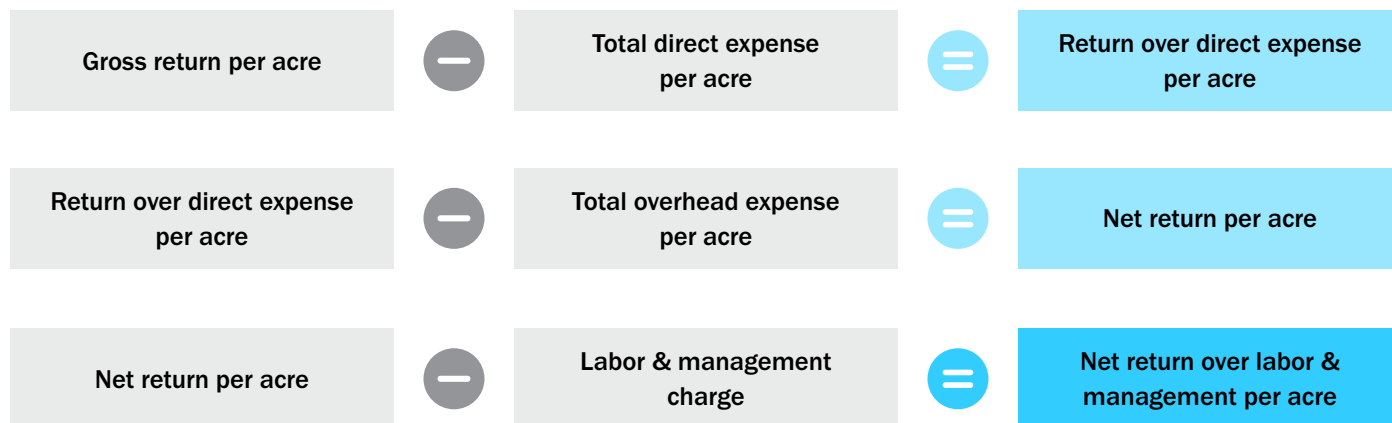 Gross return per acre
Total direct expense
per acre
Return over direct expense
per acre
Return over direct expense
per acre
Total overhead expense
per acre
Net return per acre
Net return per acre
Labor & management
charge
Net return over labor &
management per acre